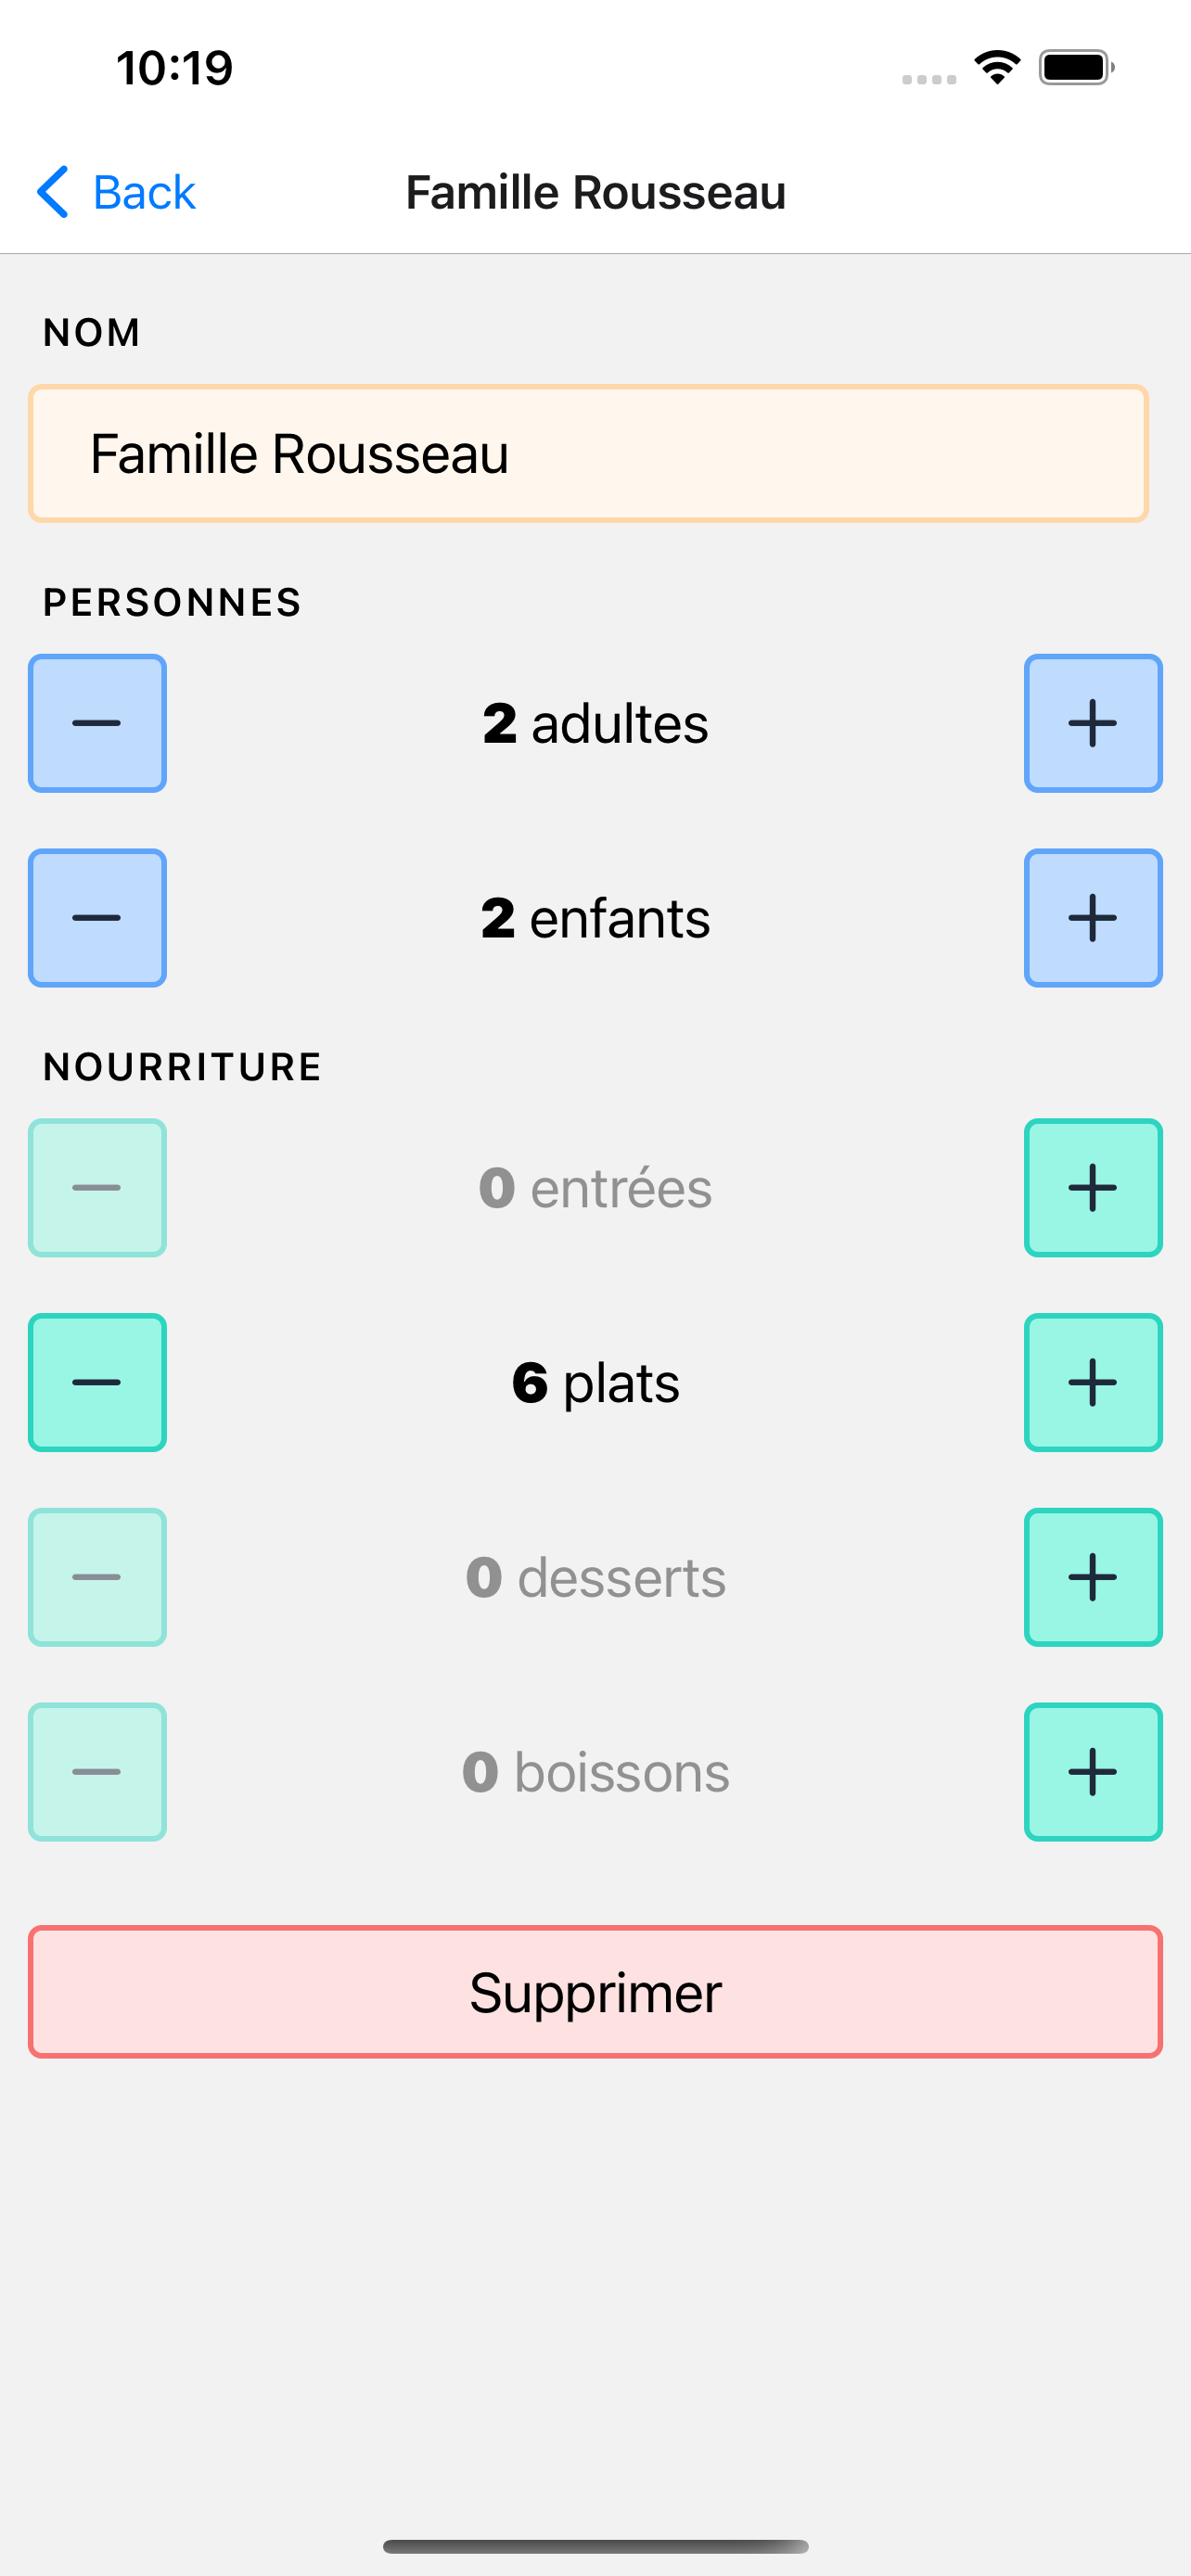 10:19
Back
Famille Rousseau
NOM
Famille Rousseau
PERSONNES
2 adultes
2 enfants
NOURRITURE
0 entrées
6 plats
0 desserts
0 boissons
Supprimer